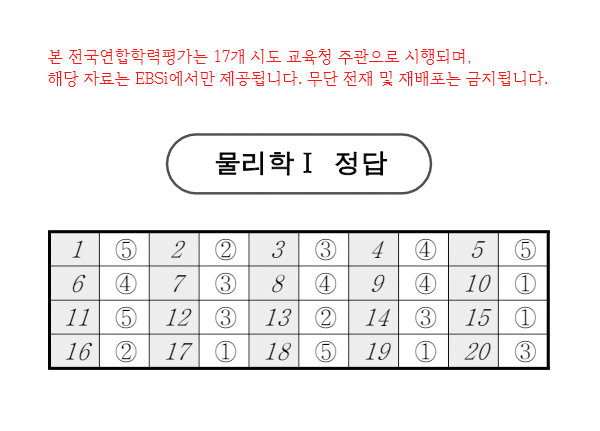 본 전국연합학력평가는 17개 시도 교육청 주관으로 시행되며,
해당 자료는 EBSi에서만 제공됩니다. 무단 전재 및 재배포는 금지됩니다.
물리학Ⅰ 정답
1 ⑤ 2 ② 3 ③ 4 ④ 5 ⑤
6 ④ 7 ③ 8 ④ 9 ④ 10 ①
11 ⑤ 12 ③ 13 ② 14 ③ 15 ①
16 ② 17 ① 18 ⑤ 19 ① 20 ③